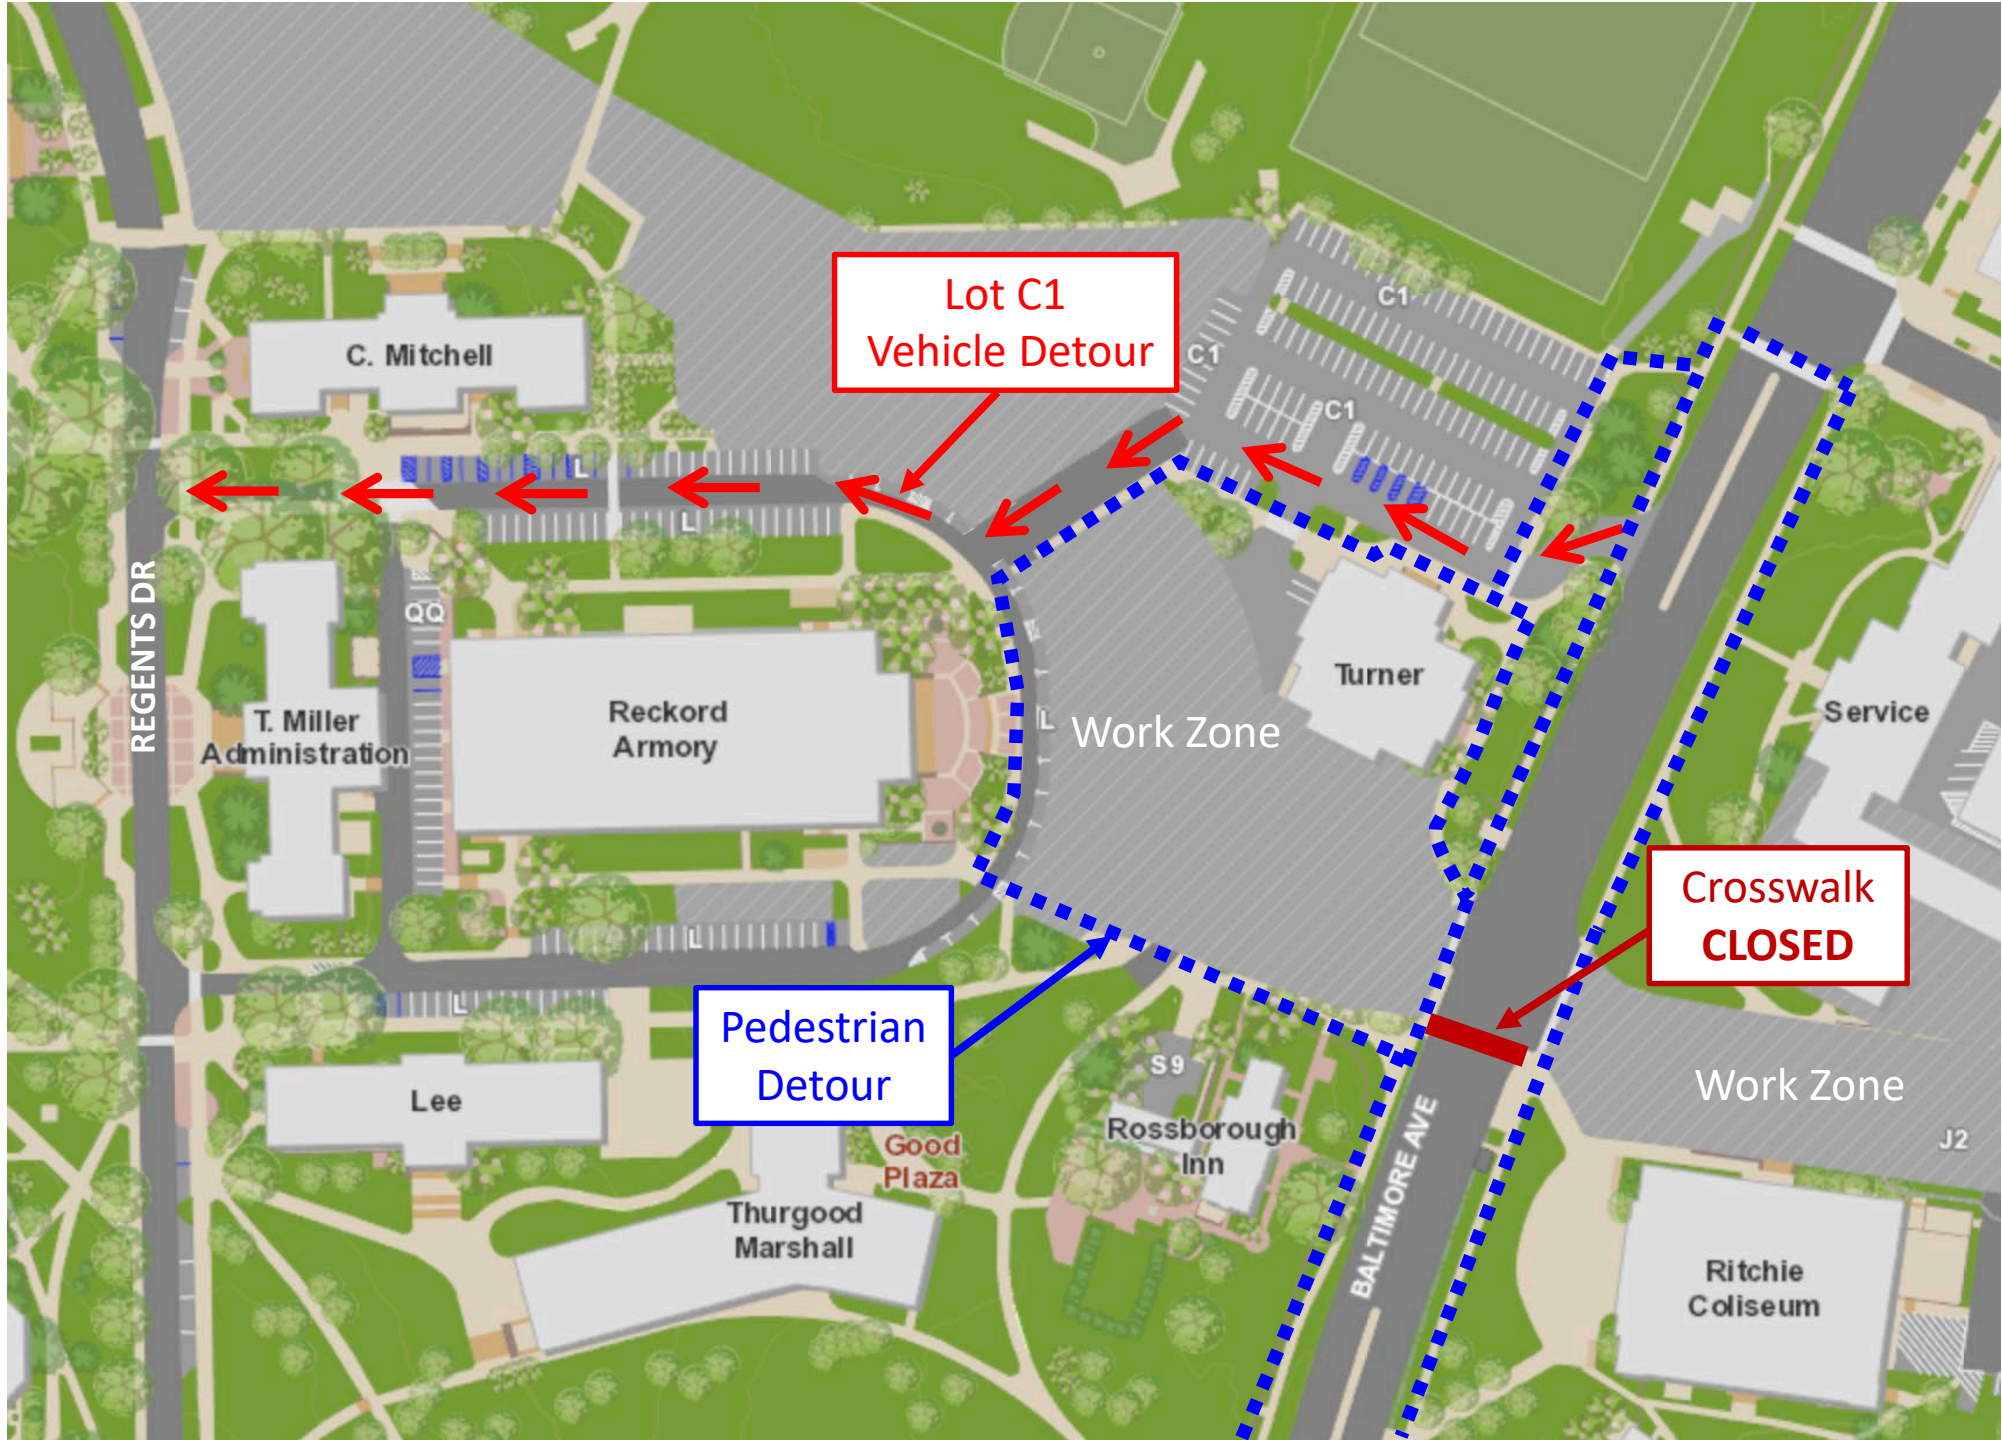 Lot C1
Vehicle Detour
C1
C1
C1
C. Mitchell
L
L
REGENTS DR
QQ
T. Miller
Administration
Reckord
Armory
L
Work Zone
Turner
Service
Crosswalk
CLOSED
L
L
Pedestrian
Detour
Lee
S9
Rossborough
Inn
Good
Plaza
Thurgood
Marshall
BALTIMORE AVE
Work Zone
J2
Ritchie
Coliseum